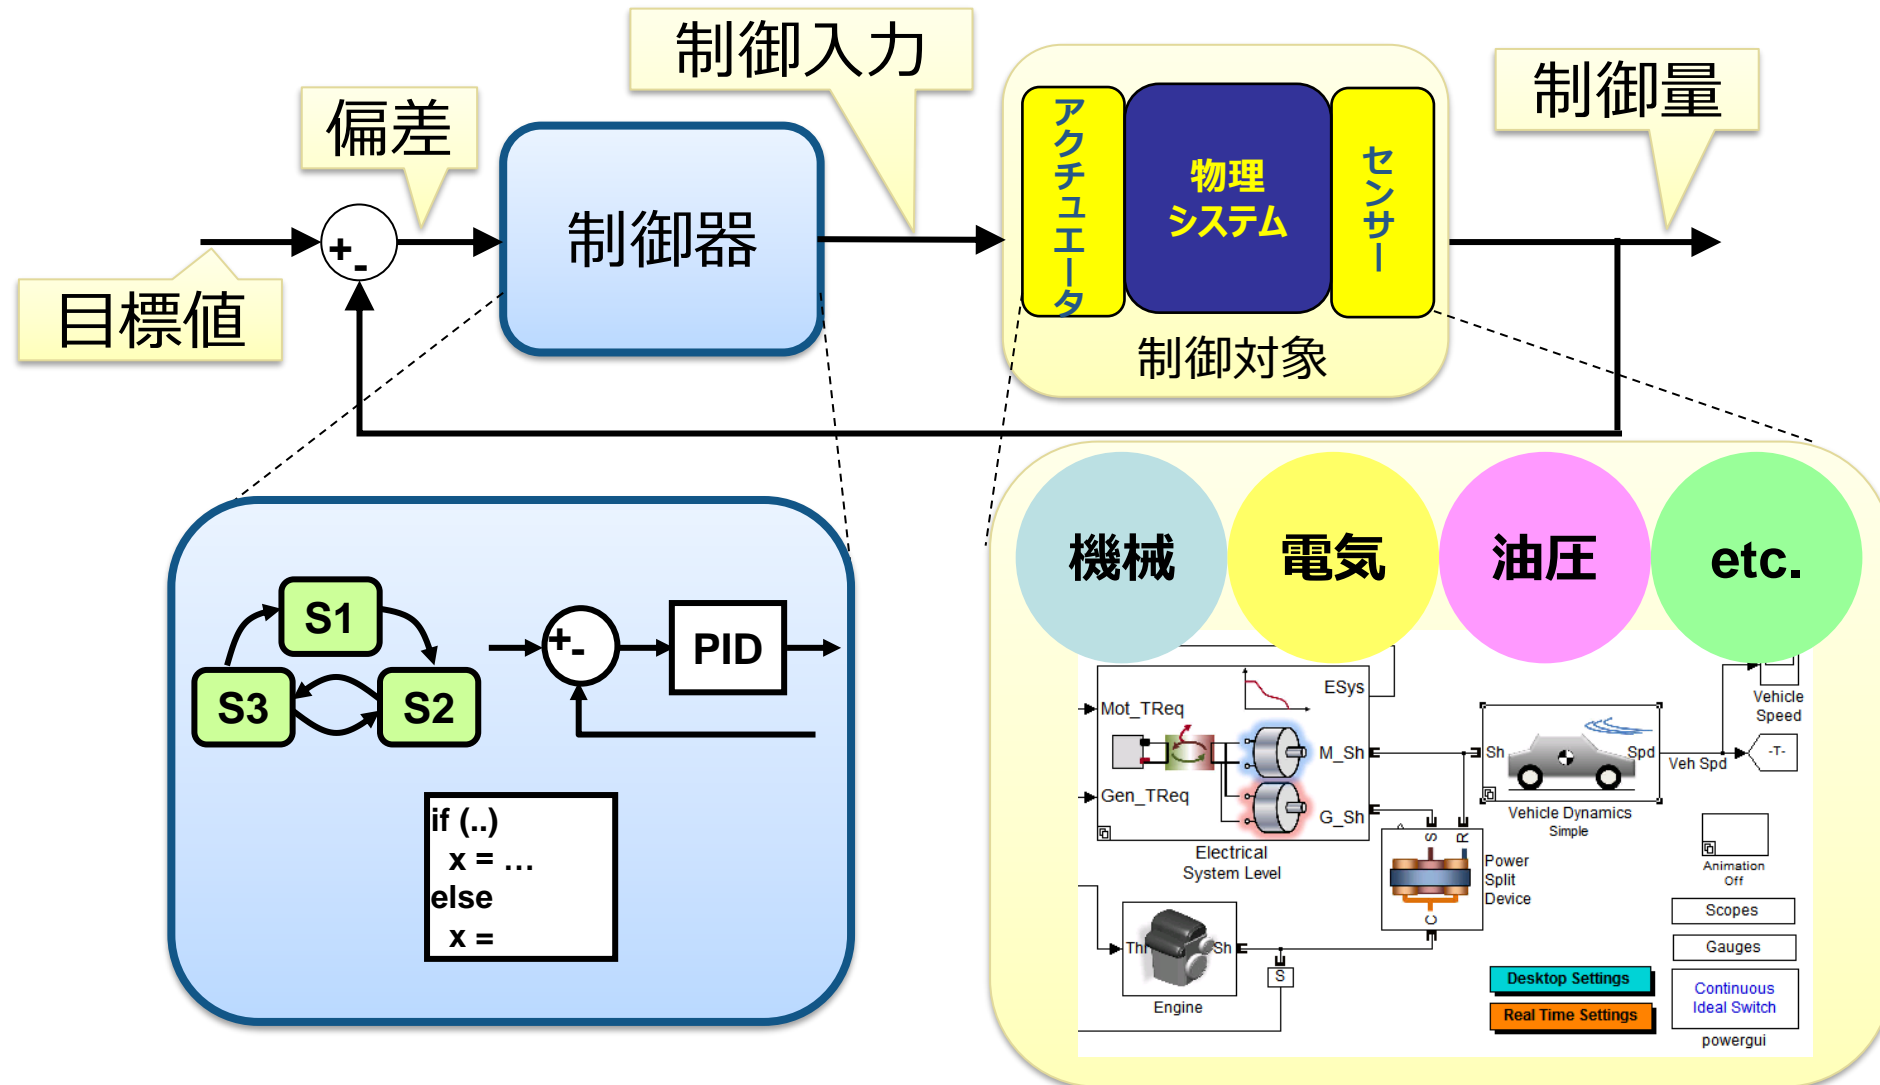 制御入力
制御量
偏差
アクチュエータ
物理
システム
センサー
制御器
+
-
目標値
制御対象
機械
電気
油圧
etc.
S1
S3
S2
+
-
PID
if (..)
x = …
else
x =
ESys
Mot_TReq
M_Sh
Gen_TReq
G_Sh
Electrical
System Level
Sh
Spd
Veh Spd
Vehicle
Speed
-T-
Vehicle Dynamics
Simple
S
R
C
Power
Split
Device
Animation
Off
Scopes
Gauges
Thr
Sh
Engine
S
Desktop Settings
Real Time Settings
Continuous
Ideal Switch
powergui